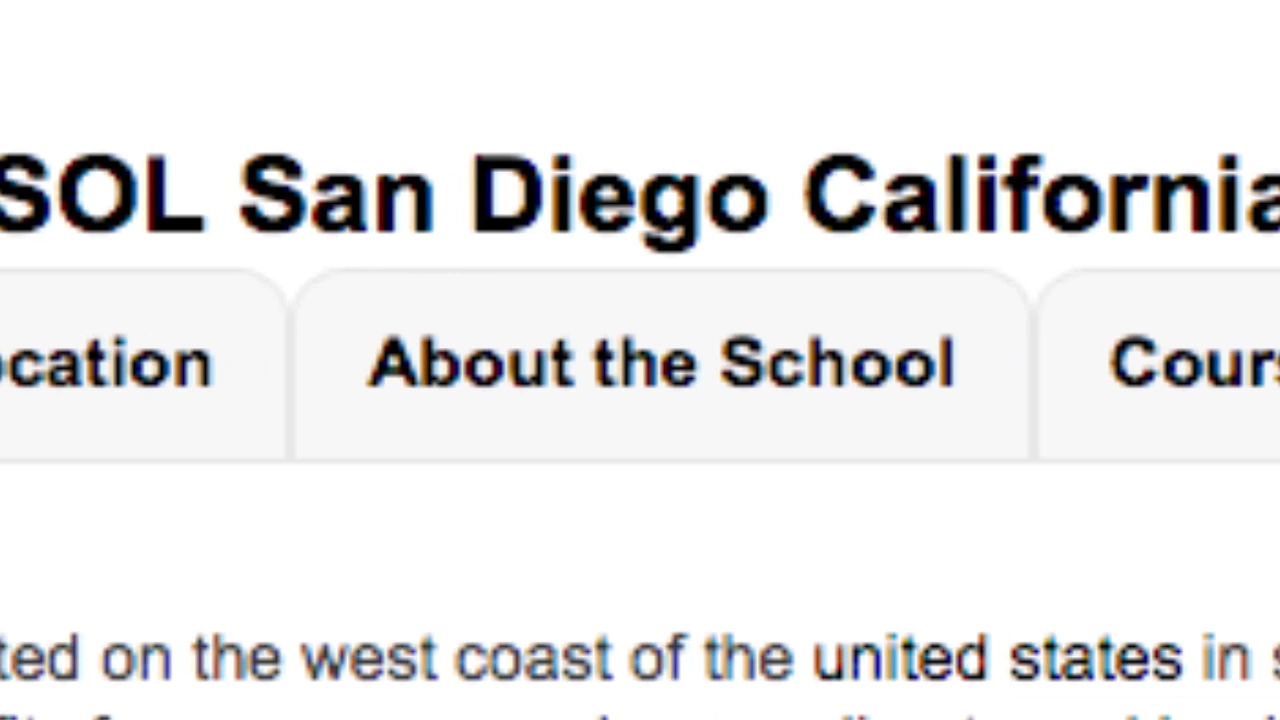 SOL San Diego California
ocation About the School Cours
ted on the west coast of the united states in s